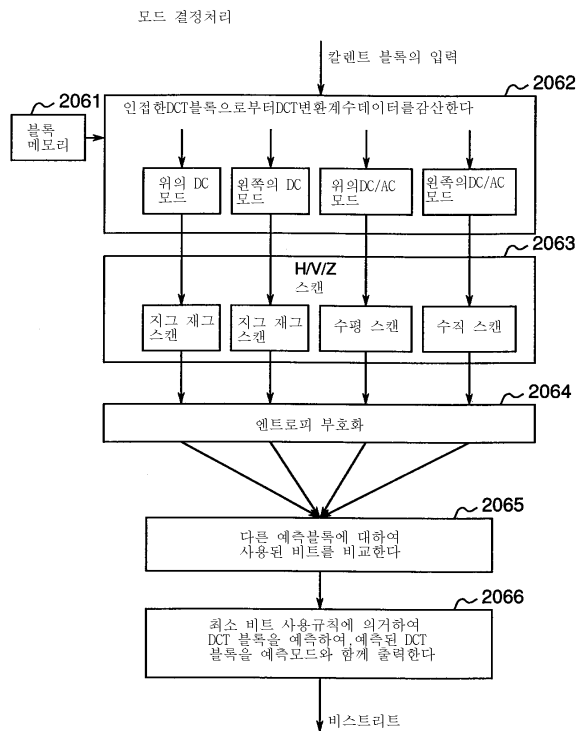 모드 결정처리
칼렌트 블록의 입력
2061
2062
블록
메모리
인접한DCT블록으로부터DCT변환계수데이터를감산한다
위의 DC
모드
왼쪽의 DC
모드
위의DC/AC
모드
왼쪽의DC/AC
모드
2063
H/V/Z
스캔
지그 재그
스캔
지그 재그
스캔
수평 스캔
수직 스캔
2064
엔트로피 부호화
2065
다른 예측블록에 대하여
사용된 비트를 비교한다
2066
최소 비트 사용규칙에 의거하여
DCT 블록을 예측하여,예측된 DCT
블록을 예측모드와 함께 출력한다
비스트리트